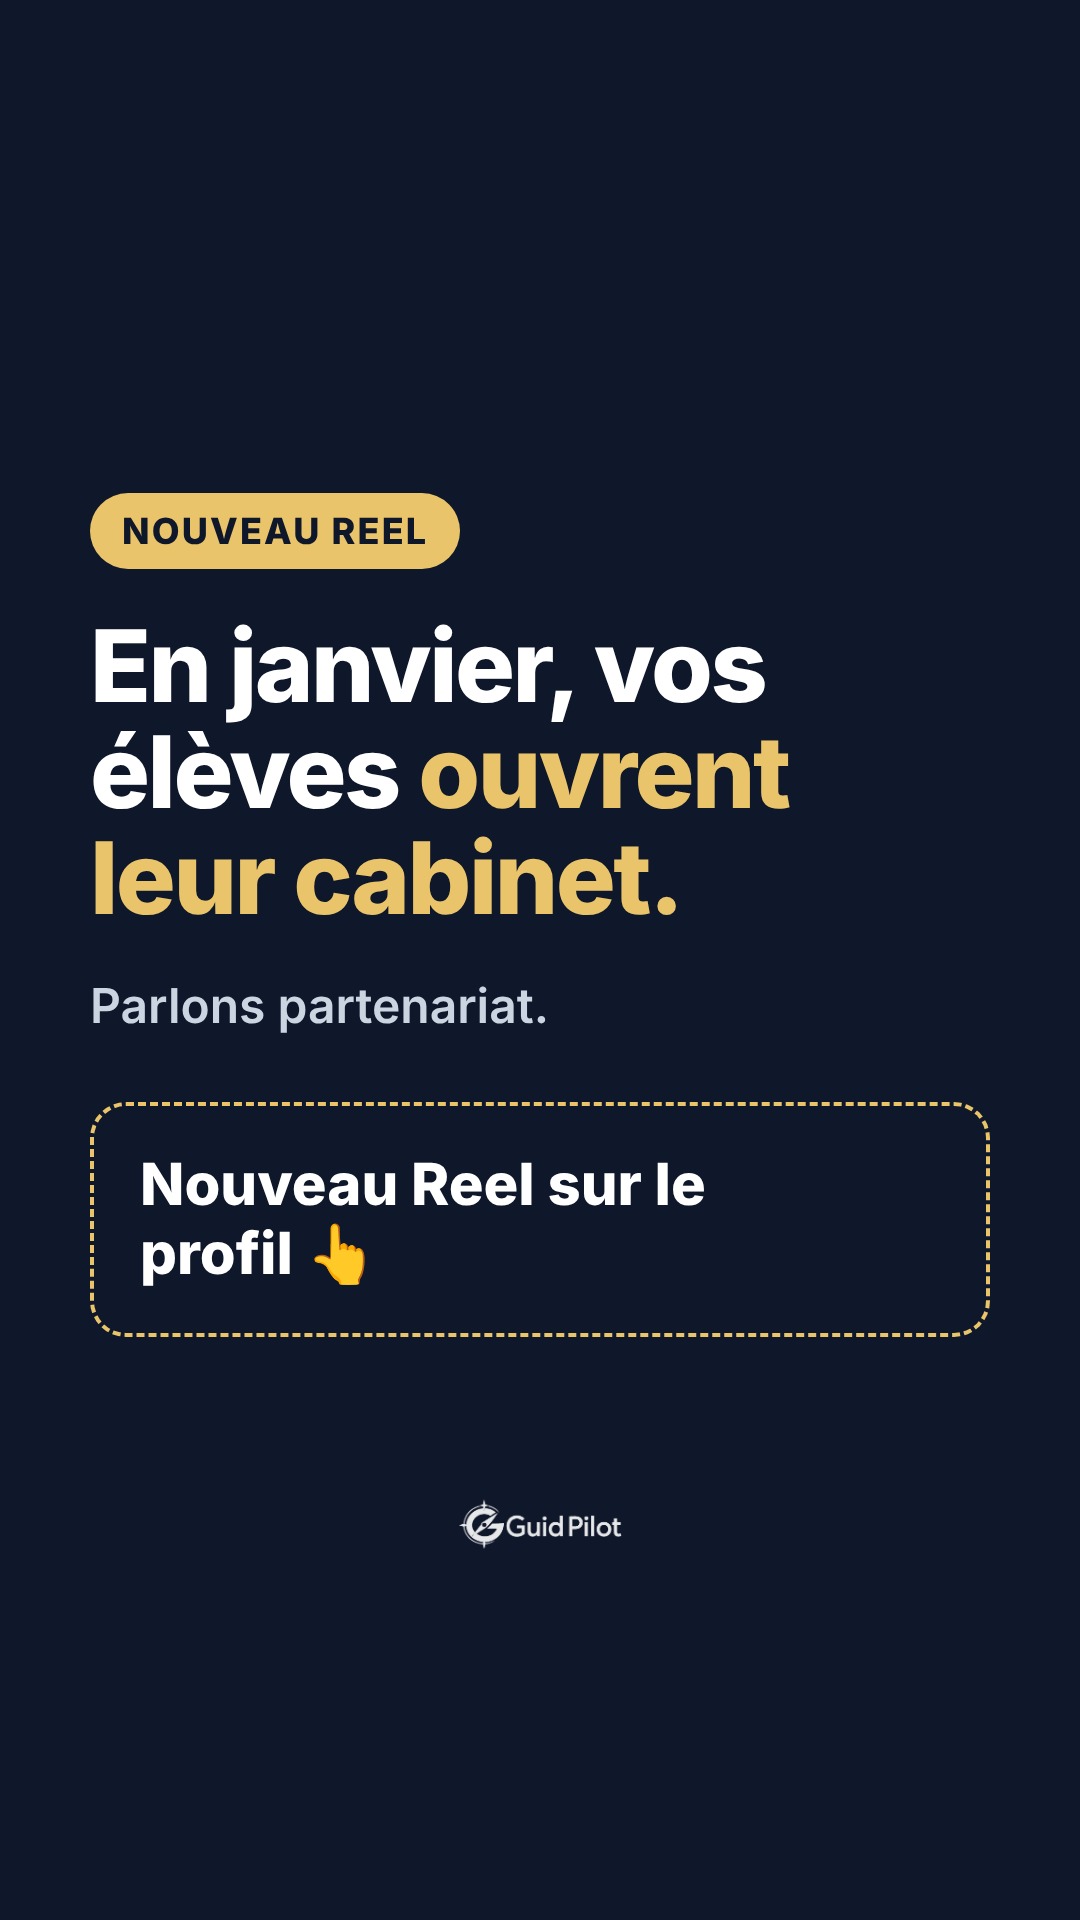 NOUVEAU REEL
En janvier, vos
élèves ouvrent
leur cabinet.
Parlons partenariat.
Nouveau Reel sur le
profil 👆
GuidPilot